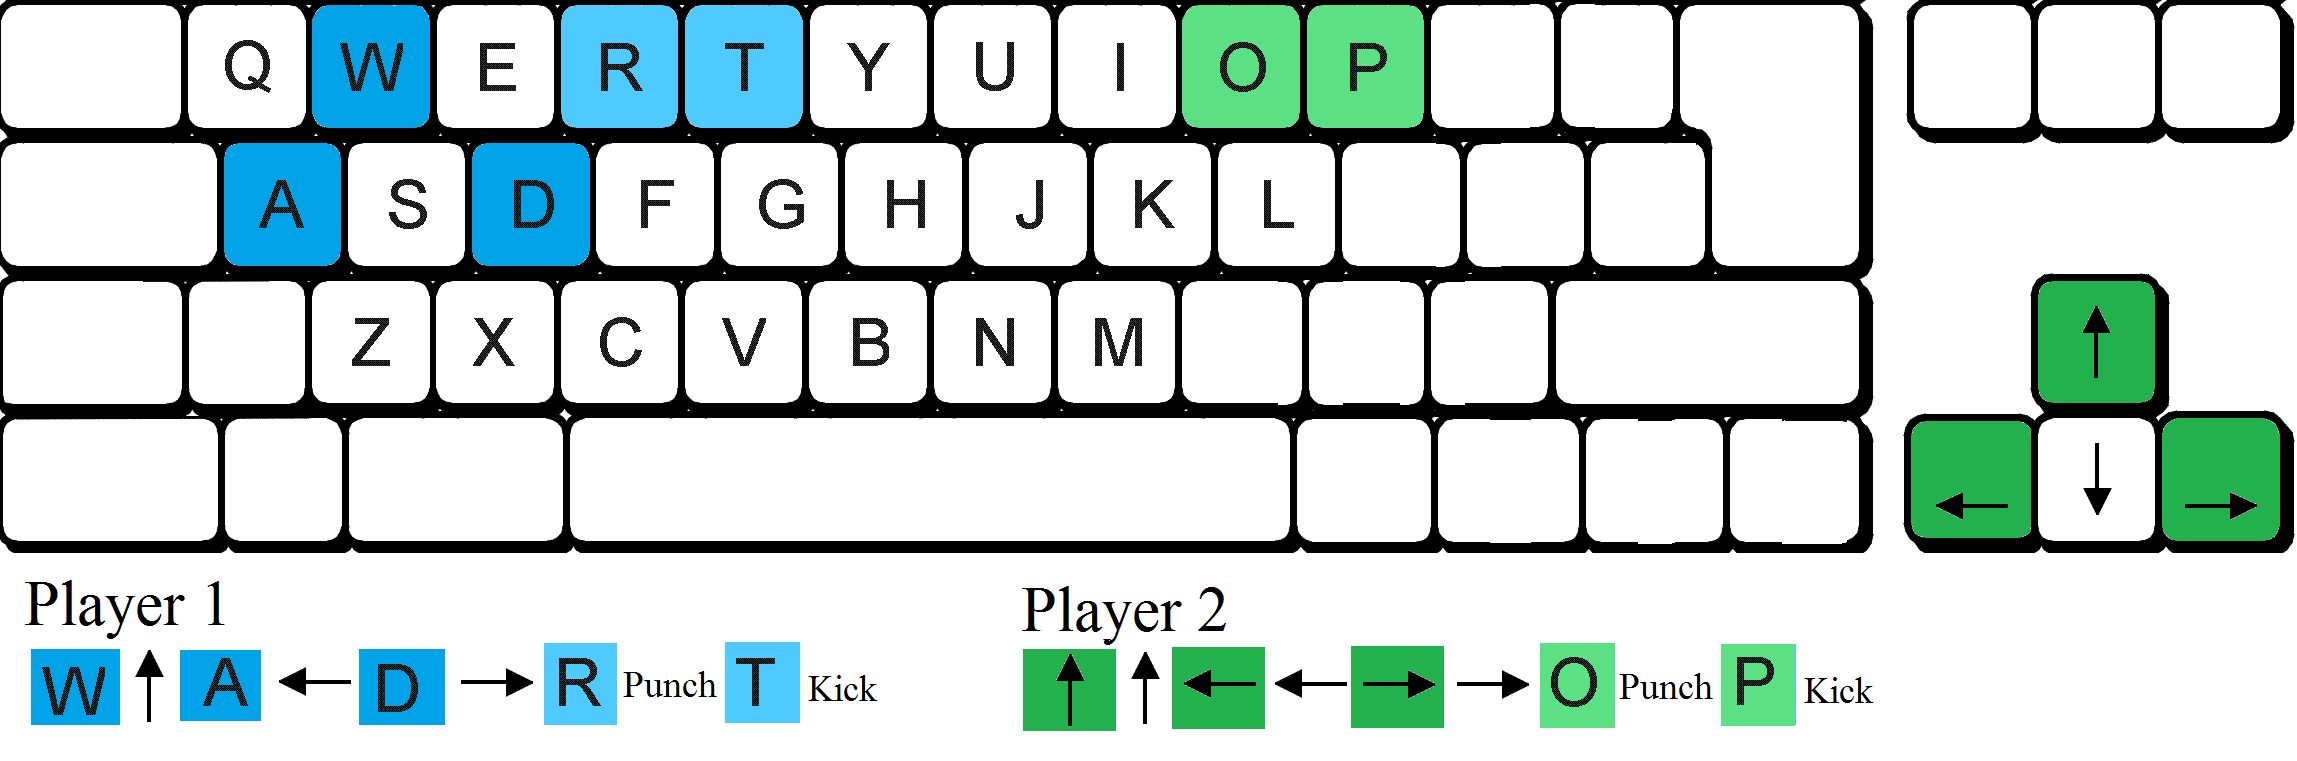 Q W E R T Y U I O P
A S D F G H J K L
Z X C V B N M
↑
← ↓ →
Player 1
W ↑ A ← D → R Punch T Kick
Player 2
↑ ↑ ← ← → → O Punch P Kick